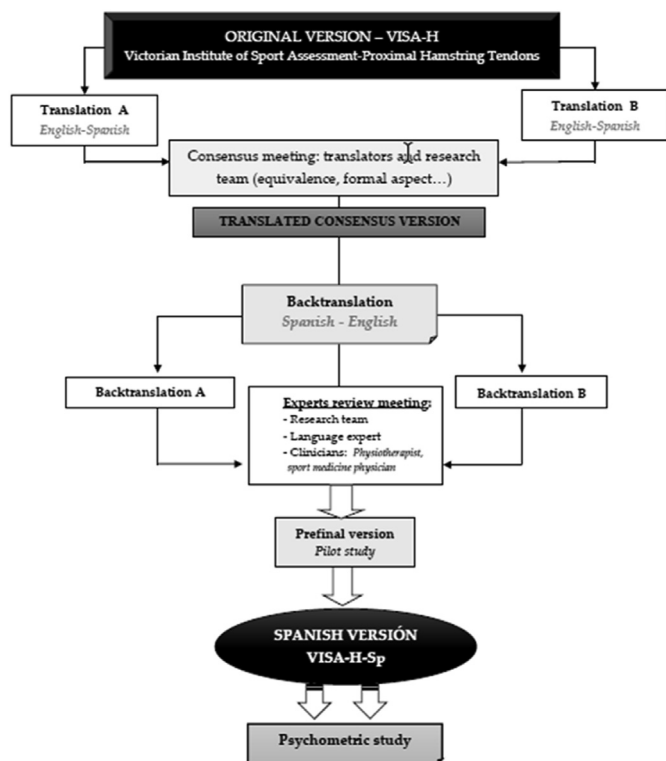 ORIGINAL VERSION – VISA-H
Victorian Institute of Sport Assessment-Proximal Hamstring Tendons
Translation A
English-Spanish
Translation B
English-Spanish
Consensus meeting: translators and research
team (equivalence, formal aspect…)
TRANSLATED CONSENSUS VERSION
Backtranslation
Spanish - English
Backtranslation A
Backtranslation B
Experts review meeting:
- Research team
- Language expert
- Clinicians: Physiotherapist,
sport medicine physician
Prefinal version
Pilot study
SPANISH VERSIÓN
VISA-H-Sp
Psychometric study